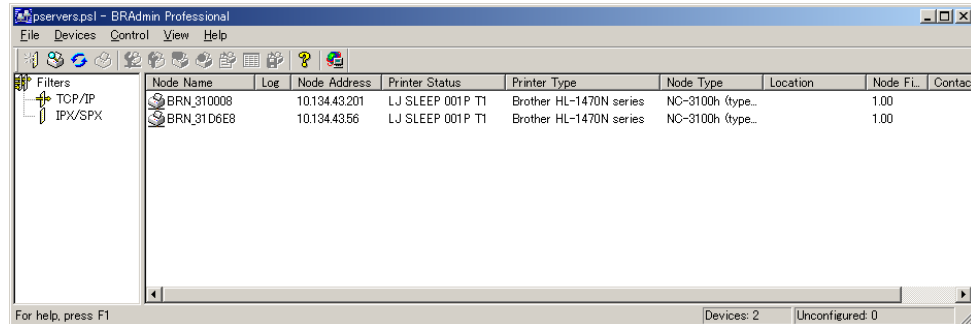 pservers.psl - BRAdmin Professional
File Devices Control View Help
Filters
TCP/IP
IPX/SPX
Node Name Log Node Address Printer Status Printer Type Node Type Location Node Fi... Contac
BRN_310008 10.134.43.201 LJ SLEEP 001P T1 Brother HL-1470N series NC-3100h (type... 1.00
BRN_31D6E8 10.134.43.56 LJ SLEEP 001P T1 Brother HL-1470N series NC-3100h (type... 1.00
For help, press F1 Devices: 2 Unconfigured: 0